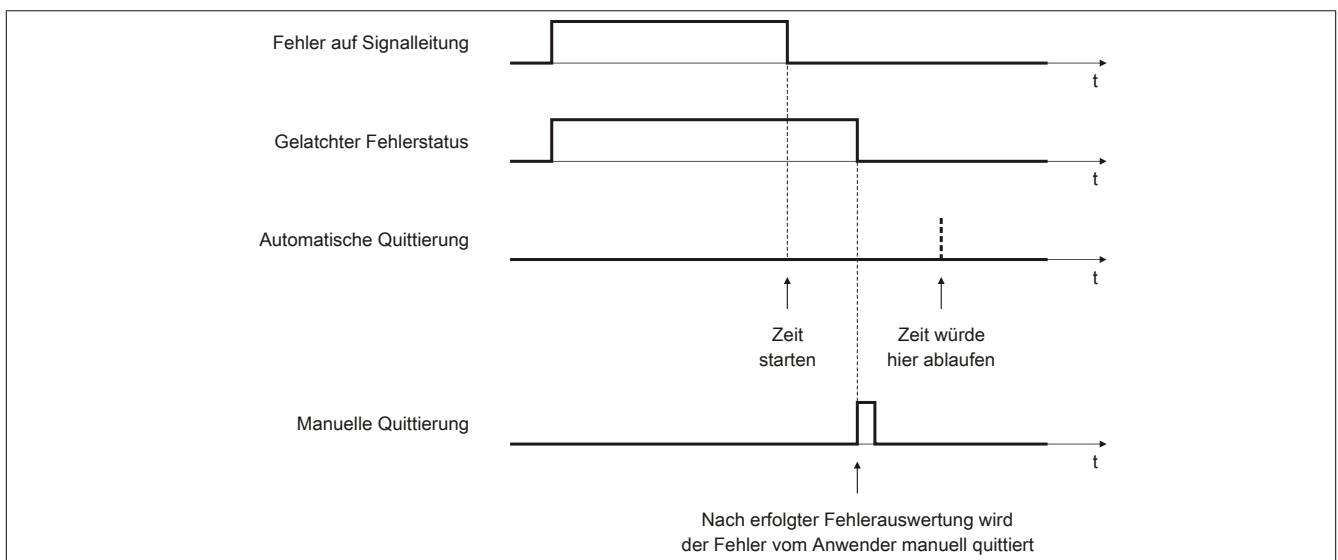 Fehler auf Signalleitung
t
Gelatchter Fehlerstatus
t
Automatische Quittierung
t
Zeit
starten
Zeit würde
hier ablaufen
Manuelle Quittierung
t
Nach erfolgter Fehlerauswertung wird
der Fehler vom Anwender manuell quittiert